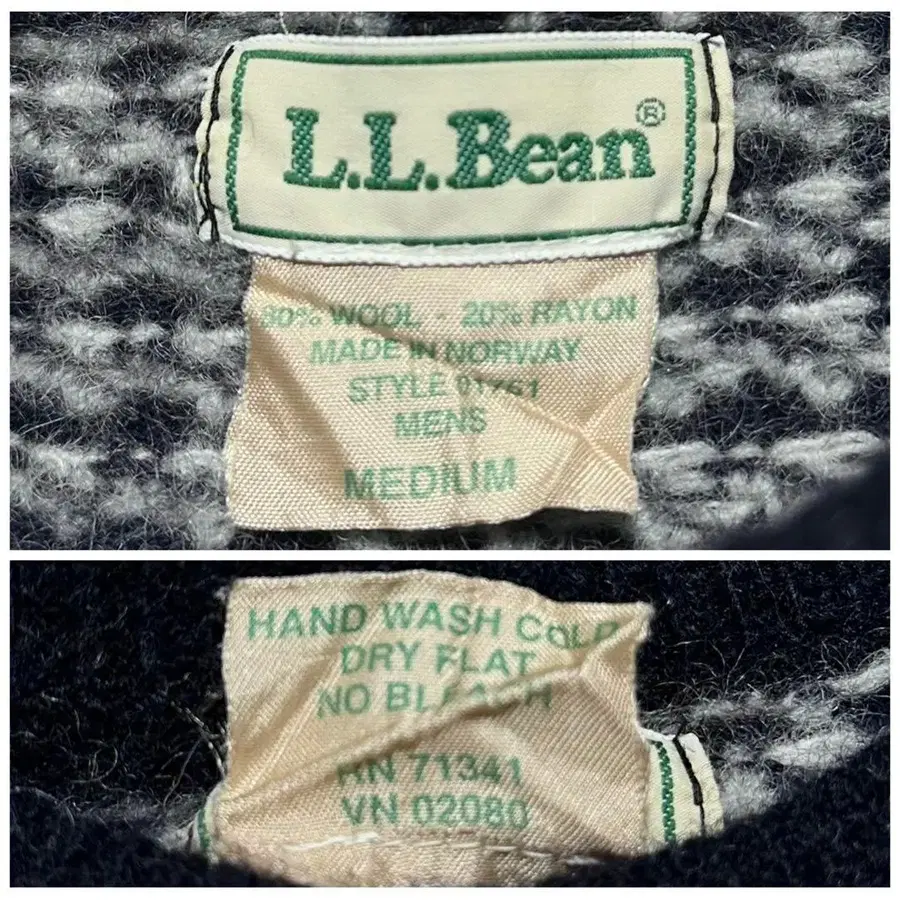 L.L.Bean®
80% WOOL - 20% RAYON
MADE IN NORWAY
STYLE 91761
MENS
MEDIUM
HAND WASH COLD
DRY FLAT
NO BLEACH
RN 71341
VN 02080